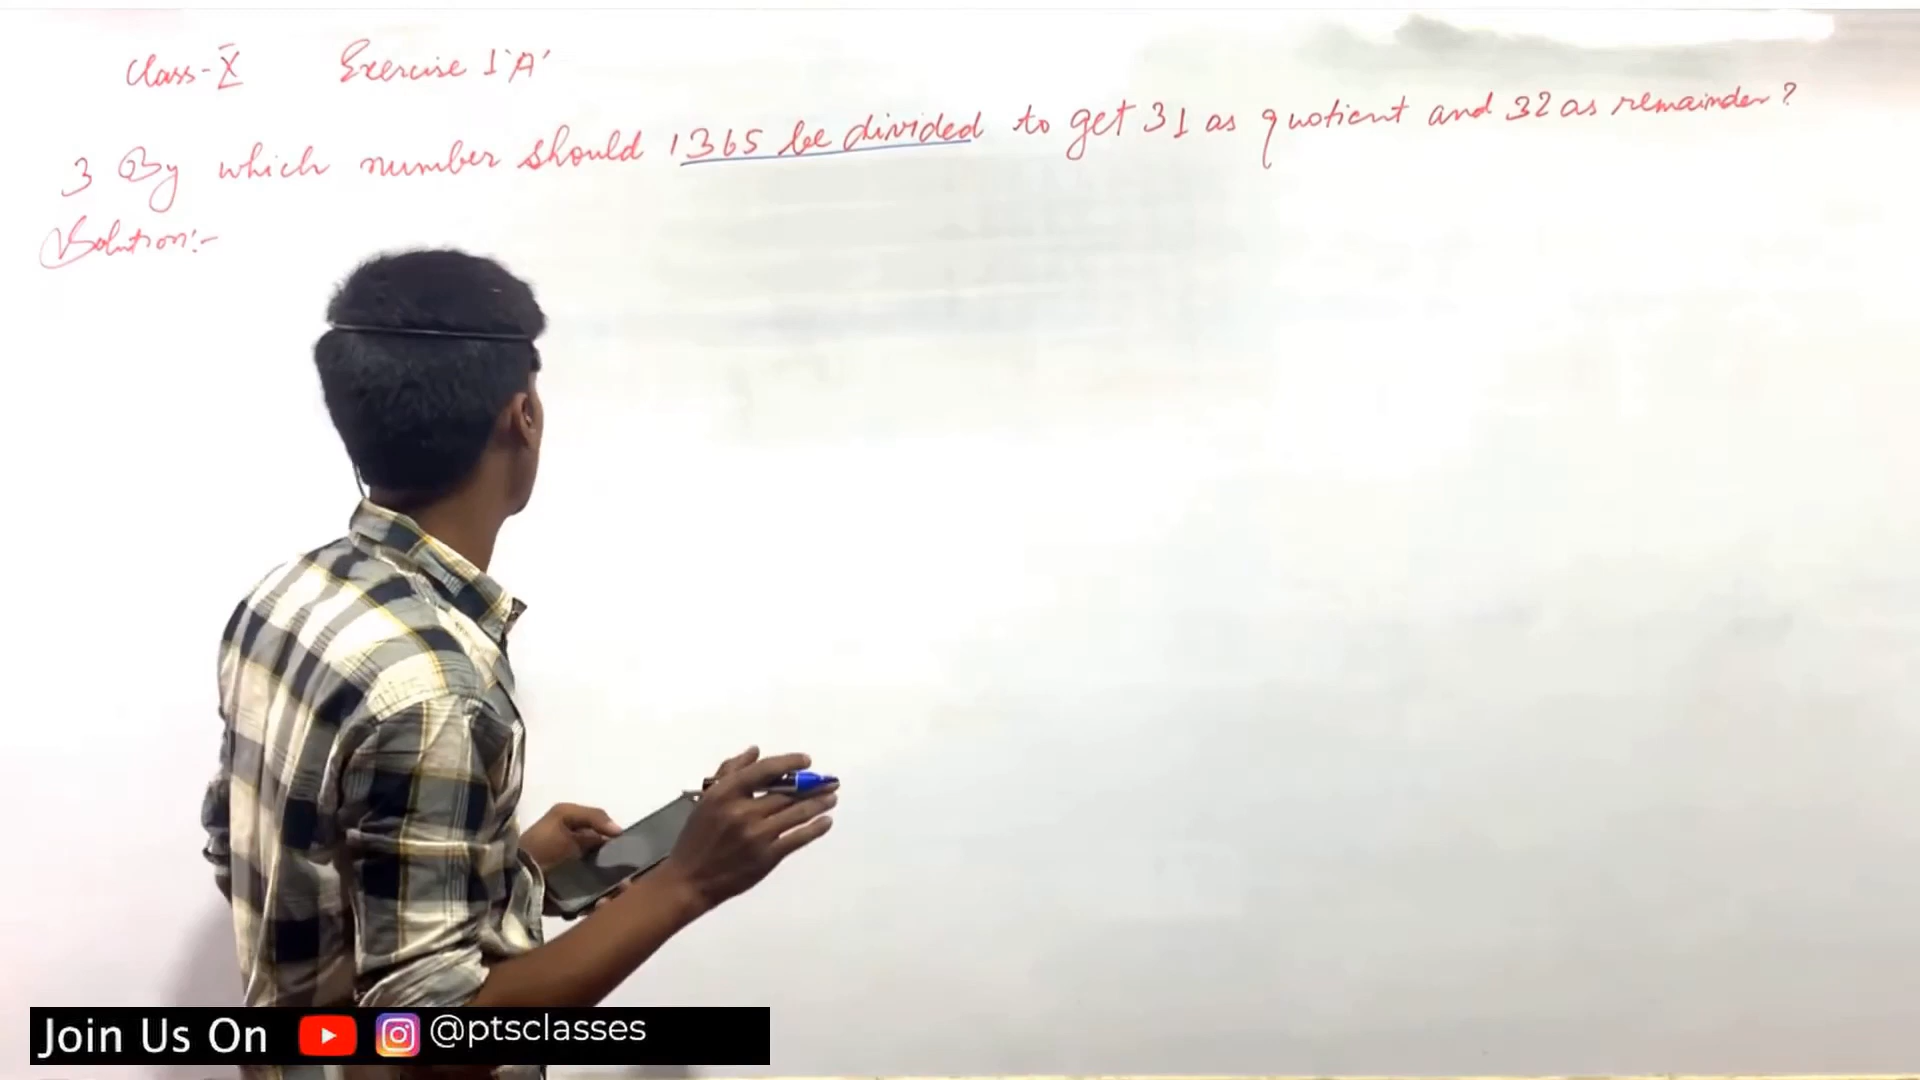 Class-X Exercise 1'A'
3 By which number should 1365 be divided to get 31 as quotient and 32 as remainder?
Solution:-
Join Us On @ptsclasses